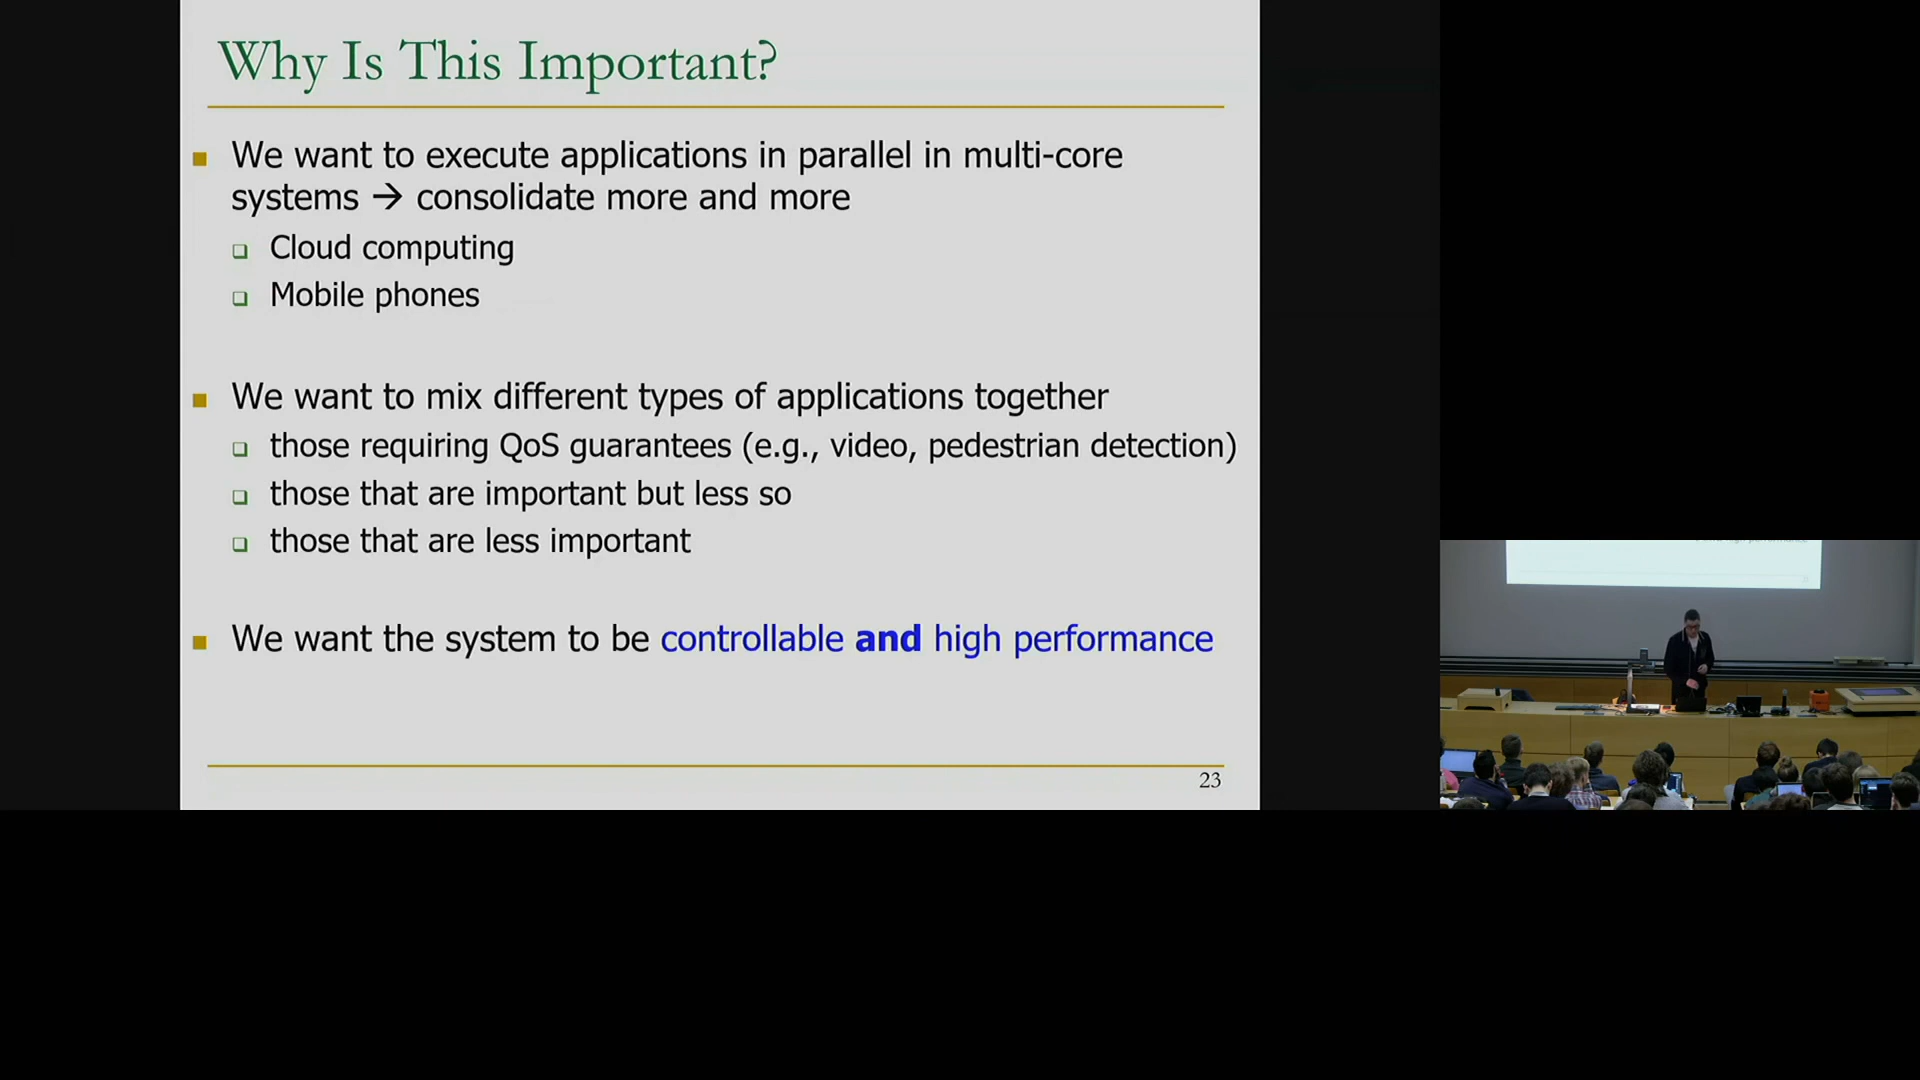 Why Is This Important?
We want to execute applications in parallel in multi-core
systems → consolidate more and more
Cloud computing
Mobile phones
We want to mix different types of applications together
those requiring QoS guarantees (e.g., video, pedestrian detection)
those that are important but less so
those that are less important
We want the system to be controllable and high performance
23